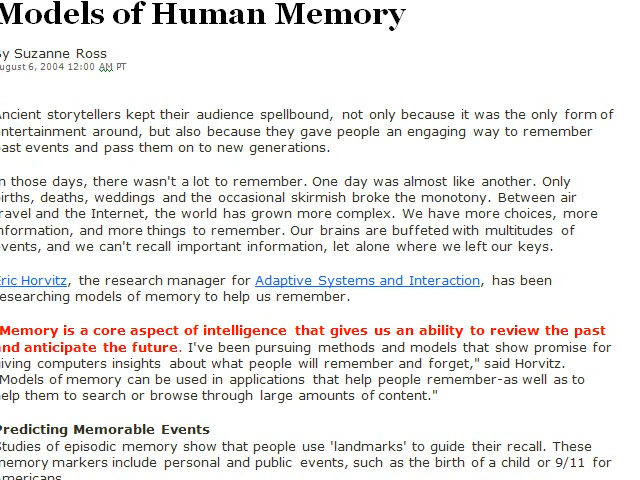 Models of Human Memory
y Suzanne Ross
ugust 6, 2004 12:00 AM PT
Ancient storytellers kept their audience spellbound, not only because it was the only form of
ntertainment around, but also because they gave people an engaging way to remember
ast events and pass them on to new generations.
n those days, there wasn't a lot to remember. One day was almost like another. Only
irths, deaths, weddings and the occasional skirmish broke the monotony. Between air
ravel and the Internet, the world has grown more complex. We have more choices, more
nformation, and more things to remember. Our brains are buffeted with multitudes of
vents, and we can't recall important information, let alone where we left our keys.
Eric Horvitz, the research manager for Adaptive Systems and Interaction, has been
esearching models of memory to help us remember.
Memory is a core aspect of intelligence that gives us an ability to review the past
and anticipate the future. I've been pursuing methods and models that show promise for
iving computers insights about what people will remember and forget," said Horvitz.
Models of memory can be used in applications that help people remember-as well as to
elp them to search or browse through large amounts of content."
Predicting Memorable Events
Studies of episodic memory show that people use 'landmarks' to guide their recall. These
memory markers include personal and public events, such as the birth of a child or 9/11 for
Americans